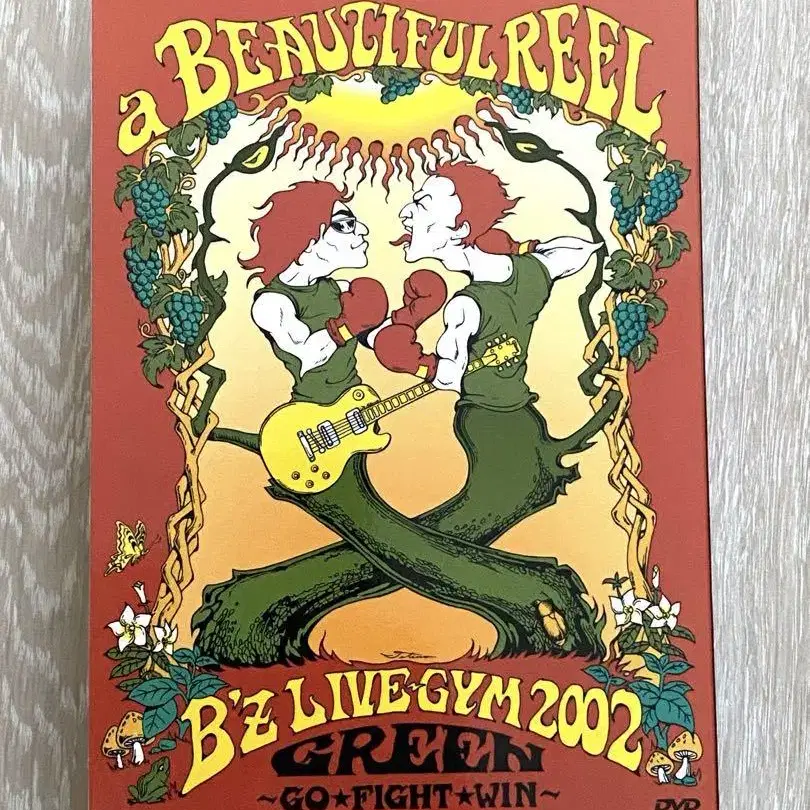 a BEAUTIFUL REEL.
B'z LIVE-GYM 2002
GREEN
~GO★FIGHT★WIN~
DVD